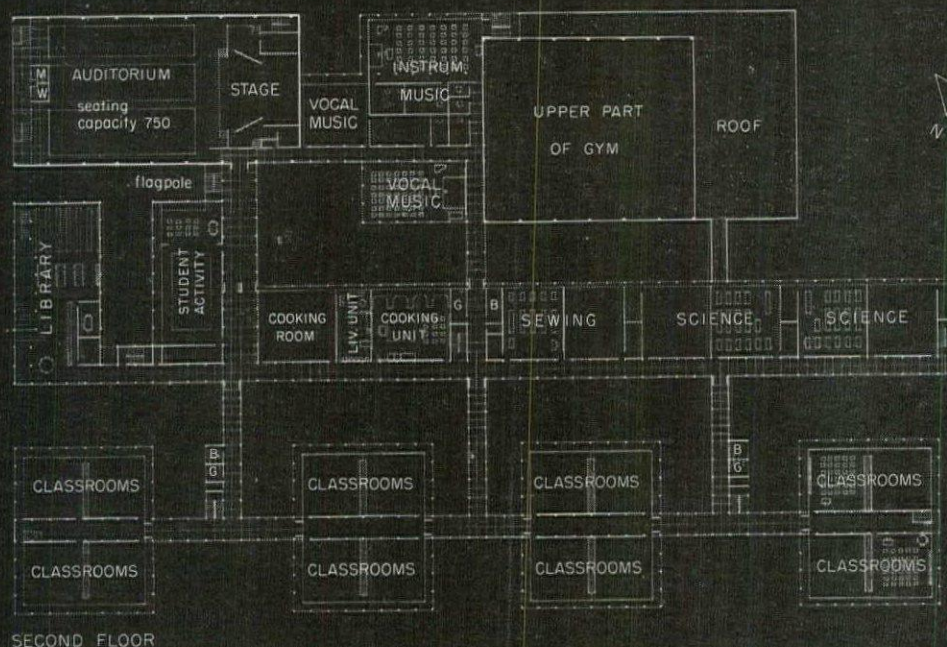 M
W
AUDITORIUM
seating
capacity 750
STAGE
VOCAL
MUSIC
INSTRUM.
MUSIC
UPPER PART
OF GYM
ROOF
N
flagpole
VOCAL
MUSIC
LIBRARY
STUDENT
ACTIVITY
COOKING
ROOM
LIV. UNIT
COOKING
UNIT
G
B
SEWING
SCIENCE
SCIENCE
B
G
B
G
CLASSROOMS
CLASSROOMS
CLASSROOMS
CLASSROOMS
CLASSROOMS
CLASSROOMS
CLASSROOMS
CLASSROOMS
SECOND FLOOR